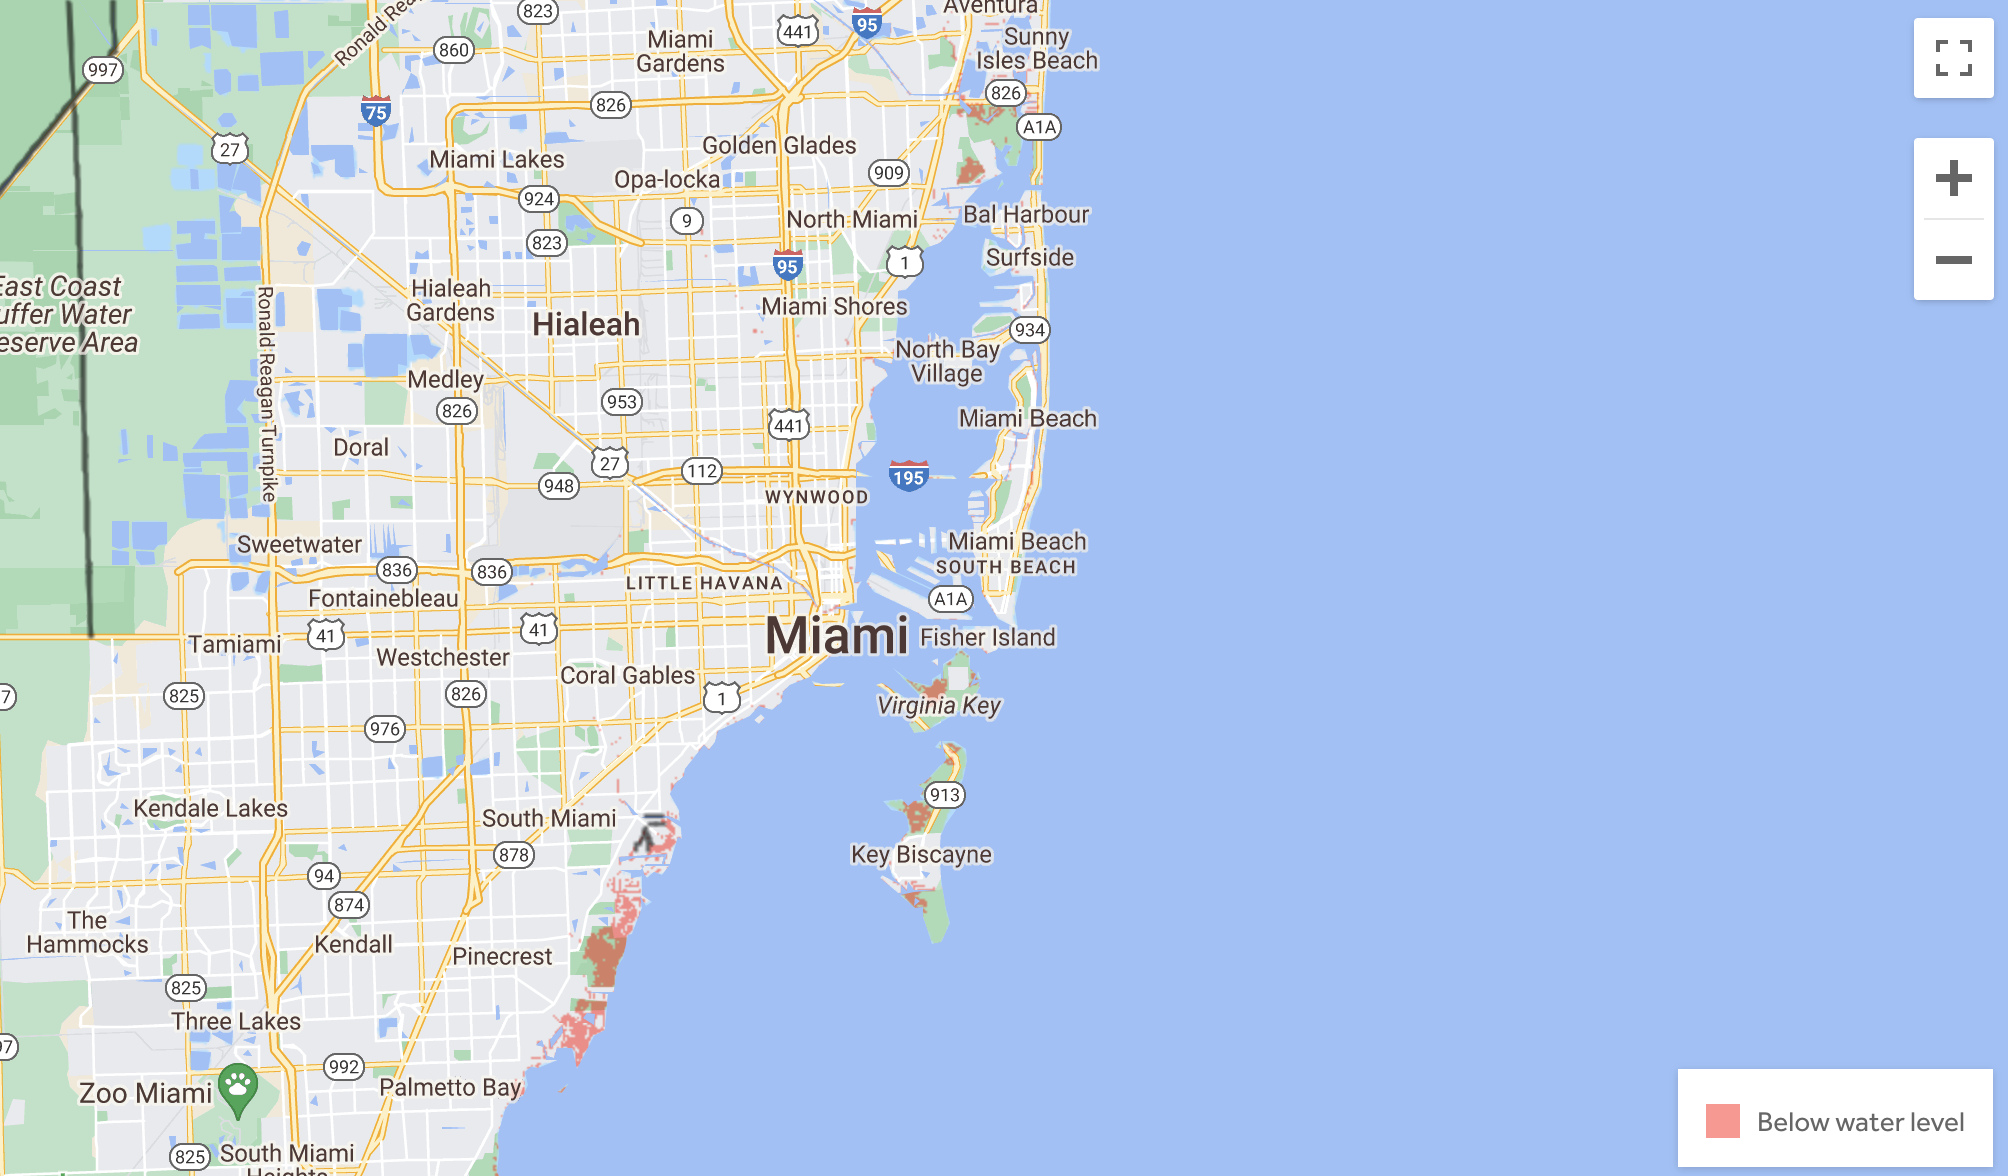 Aventura
823
95
441
Sunny
Isles Beach
Miami
Gardens
860
997
Ronald Rea
826
826
75
A1A
27
Miami Lakes
Golden Glades
909
Opa-locka
924
9
North Miami
Bal Harbour
823
Surfside
95
1
East Coast
uffer Water
eserve Area
Hialeah
Gardens
Hialeah
Miami Shores
934
Ronald Reagan Turnpike
North Bay
Village
Medley
953
826
Miami Beach
441
Doral
27
112
195
948
WYNWOOD
Sweetwater
Miami Beach
SOUTH BEACH
836
836
LITTLE HAVANA
Fontainebleau
A1A
41
41
Miami
Fisher Island
Tamiami
Westchester
Coral Gables
7
825
826
1
Virginia Key
976
913
Kendale Lakes
South Miami
878
Key Biscayne
94
874
The
Hammocks
Kendall
Pinecrest
825
Three Lakes
97
992
Zoo Miami
Palmetto Bay
825
South Miami
Heights
Below water level